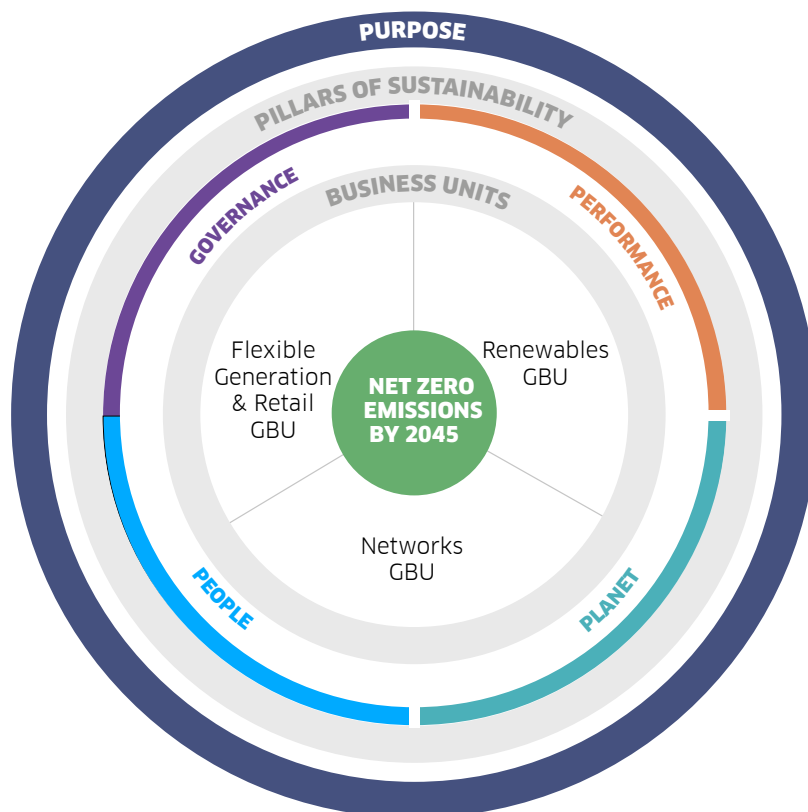 PURPOSE
PILLARS OF SUSTAINABILITY
GOVERNANCE
PERFORMANCE
BUSINESS UNITS
Flexible
Generation
& Retail
GBU
Renewables
GBU
NET ZERO
EMISSIONS
BY 2045
Networks
GBU
PEOPLE
PLANET